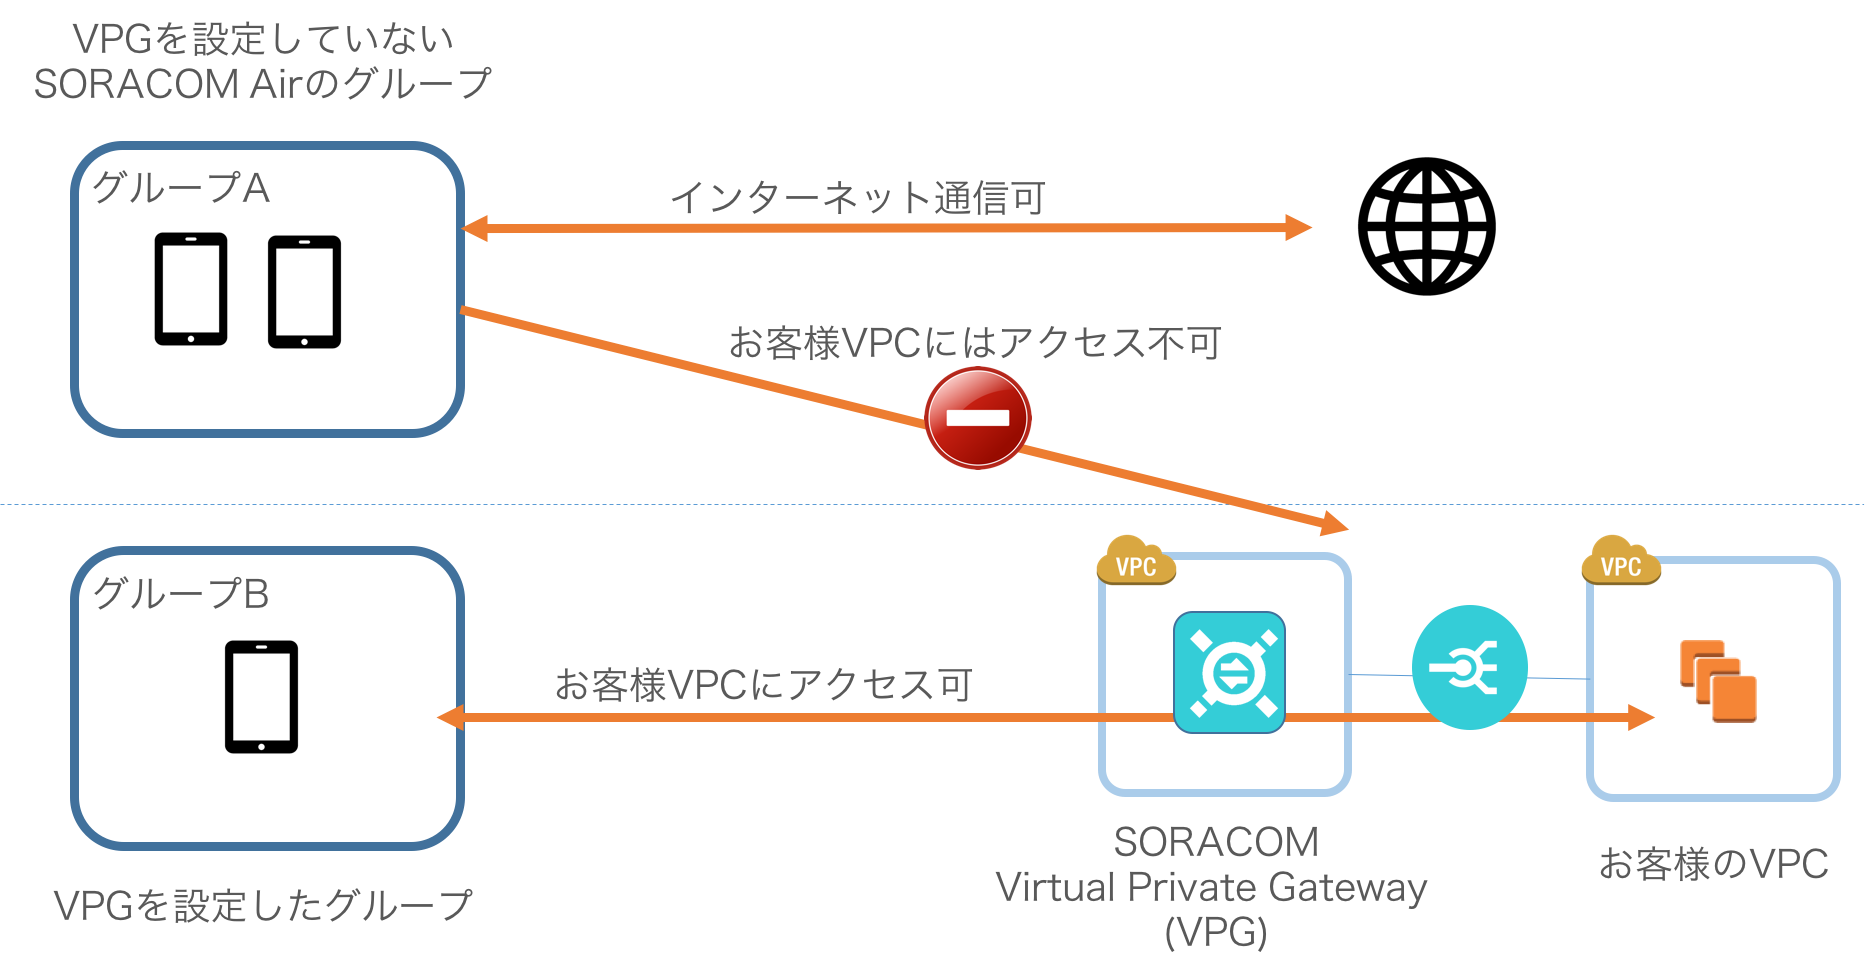 VPGを設定していない
SORACOM Airのグループ
グループA
インターネット通信可
お客様VPCにはアクセス不可
グループB
お客様VPCにアクセス可
VPC
VPC
VPGを設定したグループ
SORACOM
Virtual Private Gateway
(VPG)
お客様のVPC